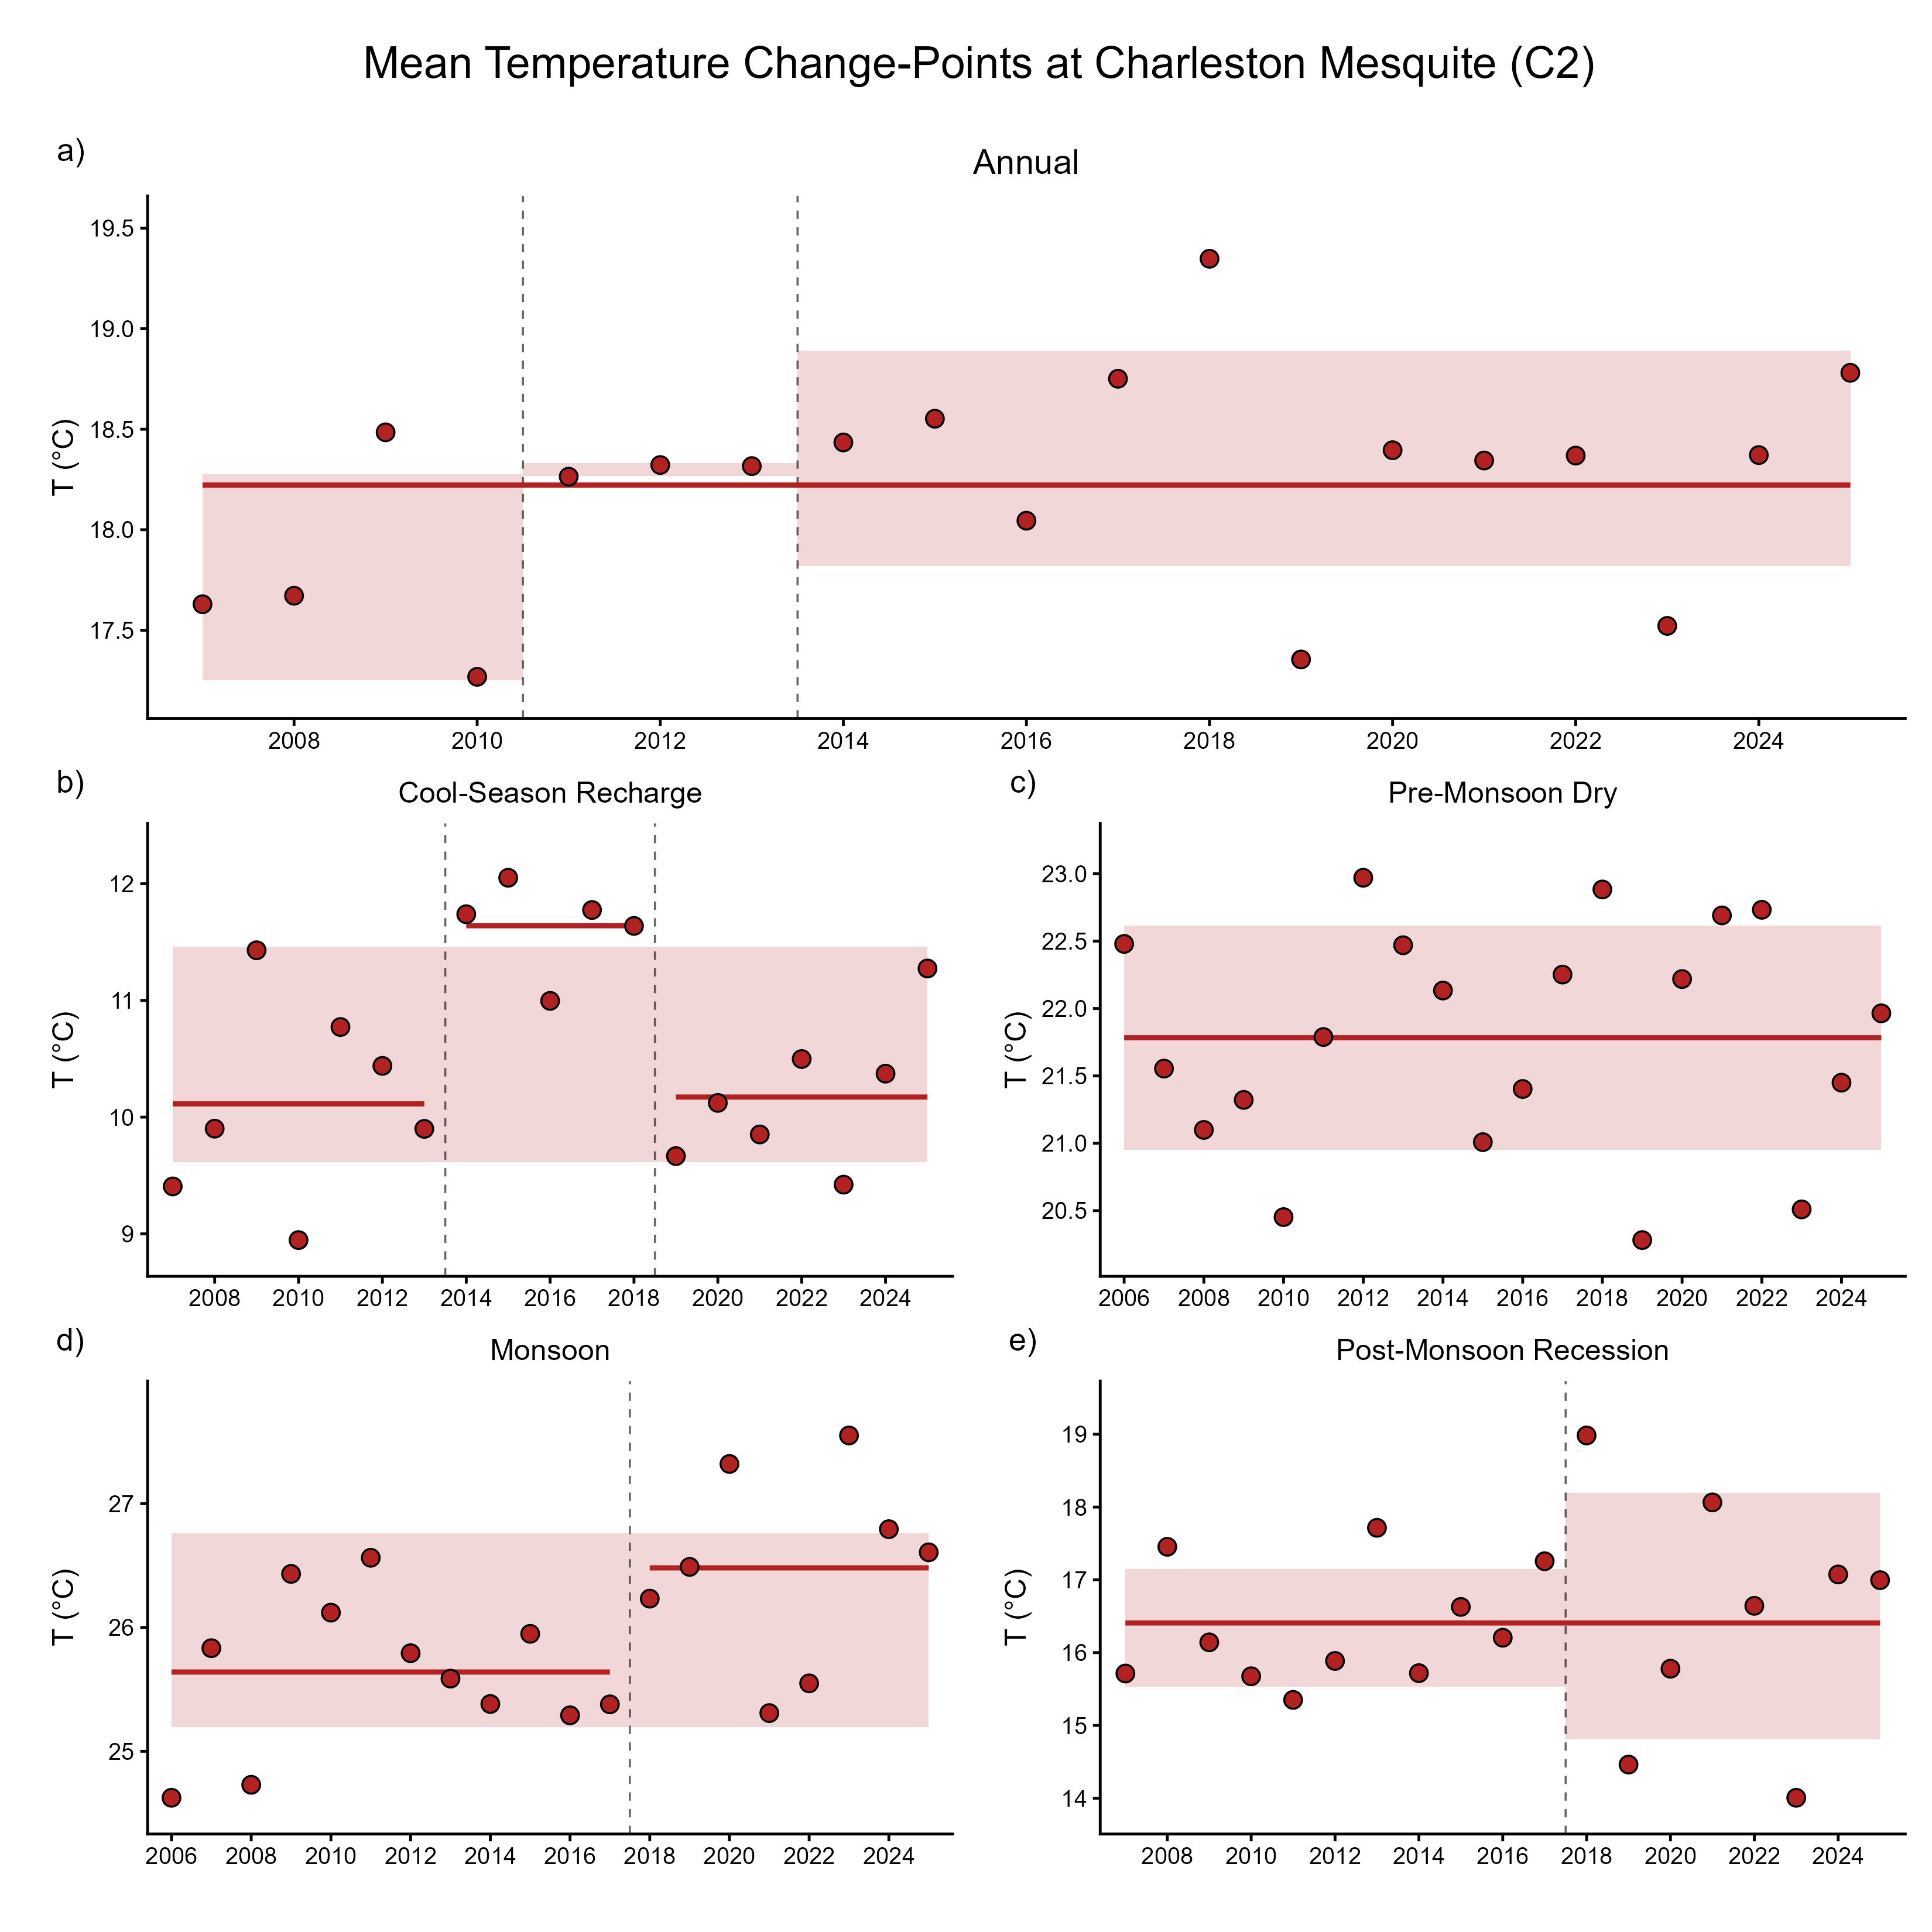 Mean Temperature Change-Points at Charleston Mesquite (C2)
a)
Annual
T (°C)
19.5
19.0
18.5
18.0
17.5
2008 2010 2012 2014 2016 2018 2020 2022 2024
b)
Cool-Season Recharge
T (°C)
12
11
10
9
2008 2010 2012 2014 2016 2018 2020 2022 2024
c)
Pre-Monsoon Dry
T (°C)
23.0
22.5
22.0
21.5
21.0
20.5
2006 2008 2010 2012 2014 2016 2018 2020 2022 2024
d)
Monsoon
T (°C)
27
26
25
2006 2008 2010 2012 2014 2016 2018 2020 2022 2024
e)
Post-Monsoon Recession
T (°C)
19
18
17
16
15
14
2008 2010 2012 2014 2016 2018 2020 2022 2024